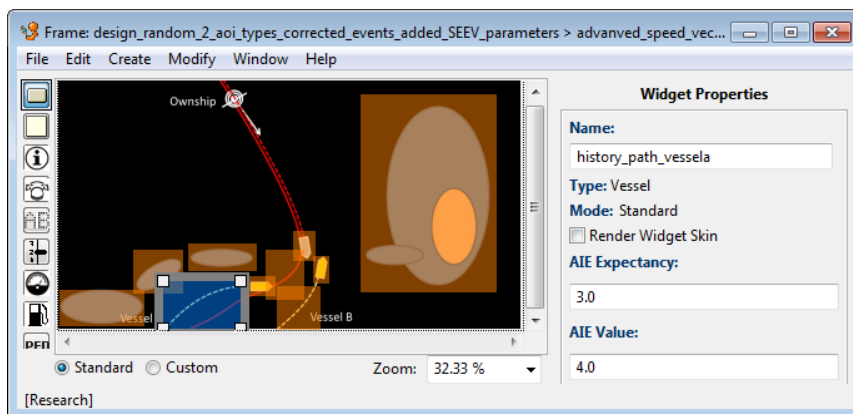 Frame: design_random_2_aoi_types_corrected_events_added_SEEV_parameters > advanved_speed_vec...
File Edit Create Modify Window Help
Ownship
Vessel
Vessel B
Standard Custom Zoom: 32.33 %
[Research]
Widget Properties
Name:
history_path_vessela
Type: Vessel
Mode: Standard
Render Widget Skin
AIE Expectancy:
3.0
AIE Value:
4.0